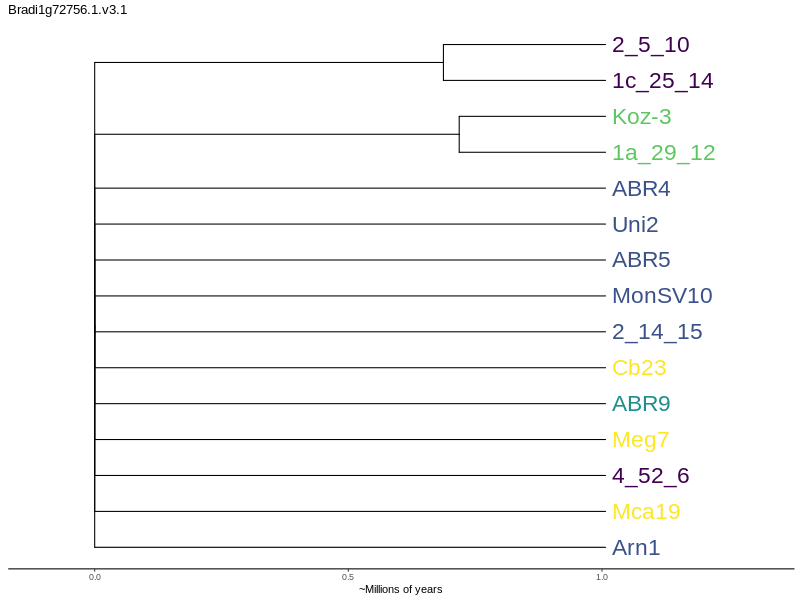 Bradi1g72756.1.v3.1
2_5_10
1c_25_14
Koz-3
1a_29_12
ABR4
Uni2
ABR5
MonSV10
2_14_15
Cb23
ABR9
Meg7
4_52_6
Mca19
Arn1
0.0 0.5 1.0
~Millions of years